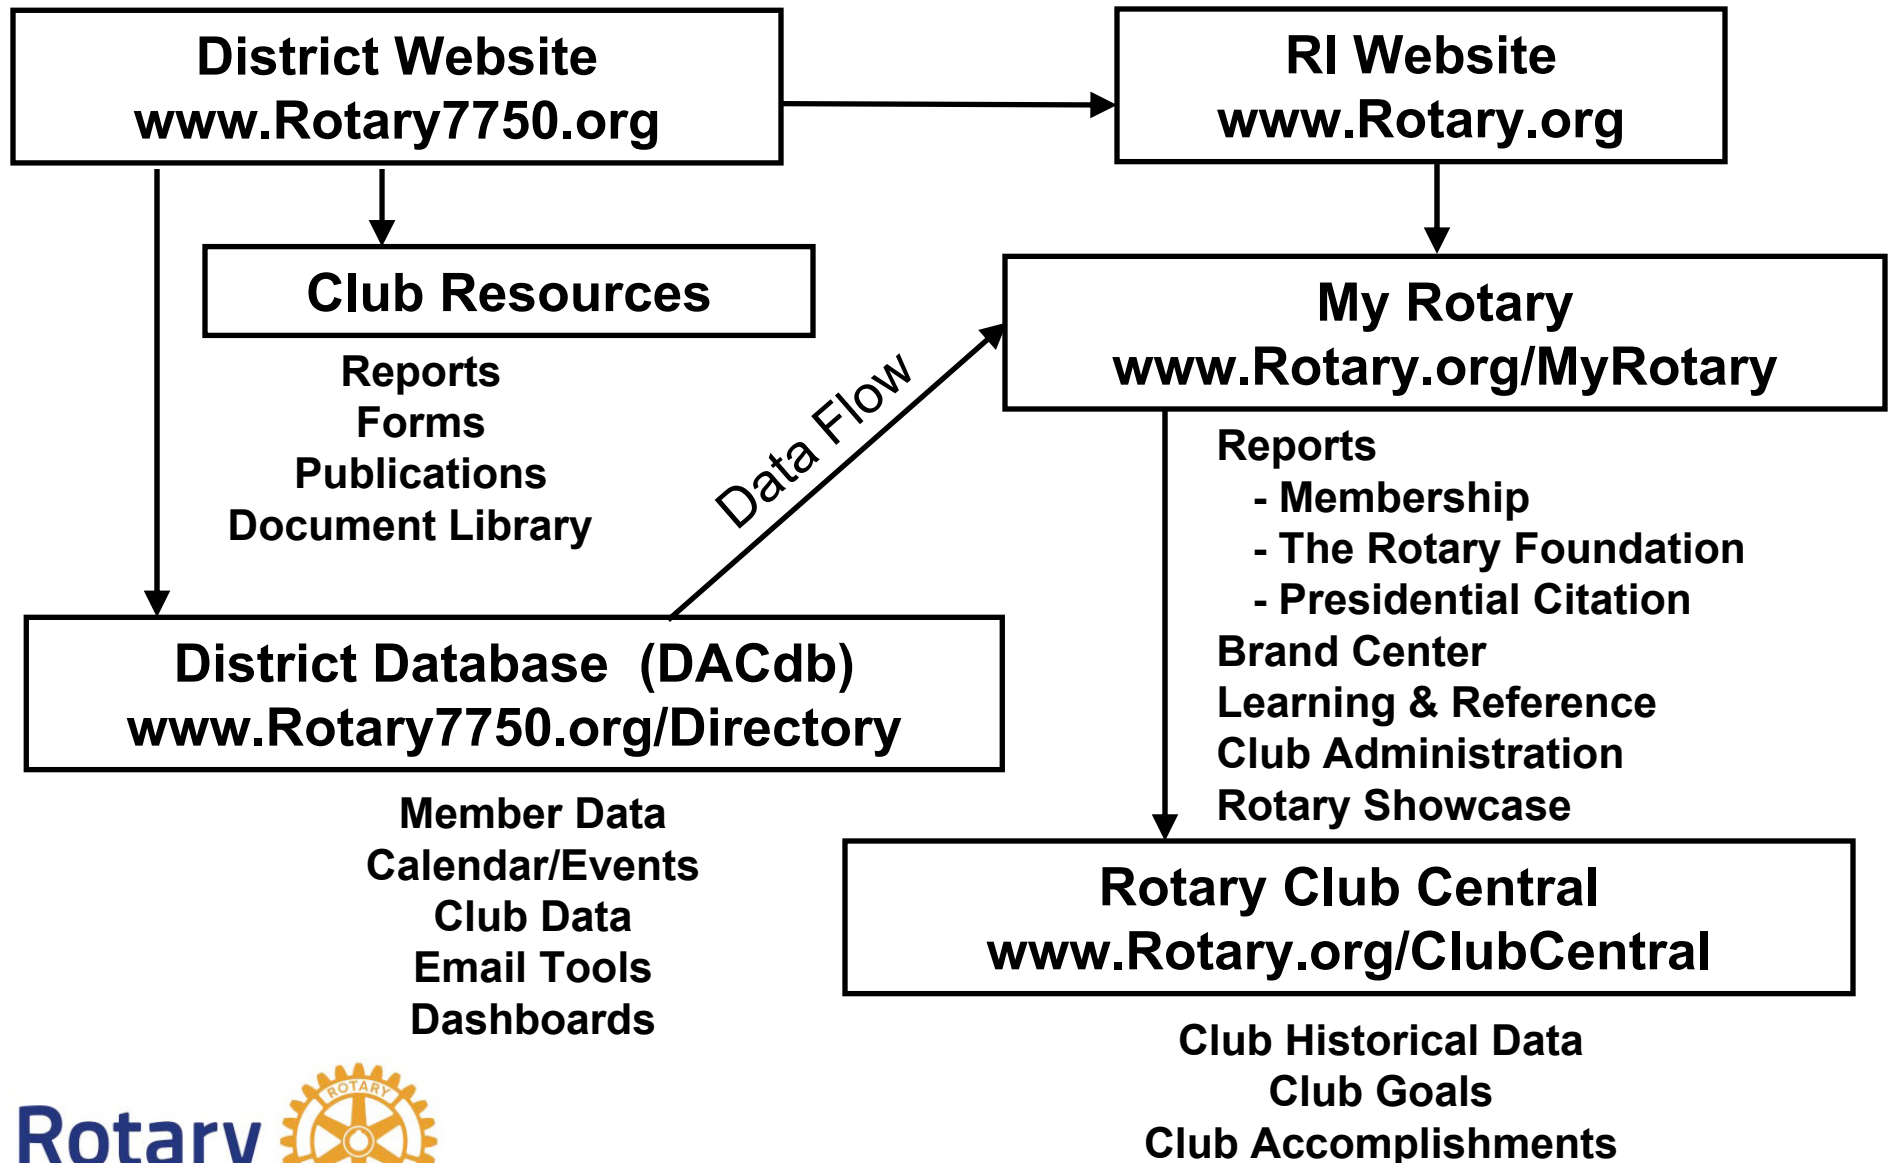 District Website
www.Rotary7750.org
RI Website
www.Rotary.org
Club Resources
Reports
Forms
Publications
Document Library
Data Flow
My Rotary
www.Rotary.org/MyRotary
Reports
- Membership
- The Rotary Foundation
- Presidential Citation
Brand Center
Learning & Reference
Club Administration
Rotary Showcase
District Database (DACdb)
www.Rotary7750.org/Directory
Member Data
Calendar/Events
Club Data
Email Tools
Dashboards
Rotary Club Central
www.Rotary.org/ClubCentral
Club Historical Data
Club Goals
Club Accomplishments
Rotary
ROTARY